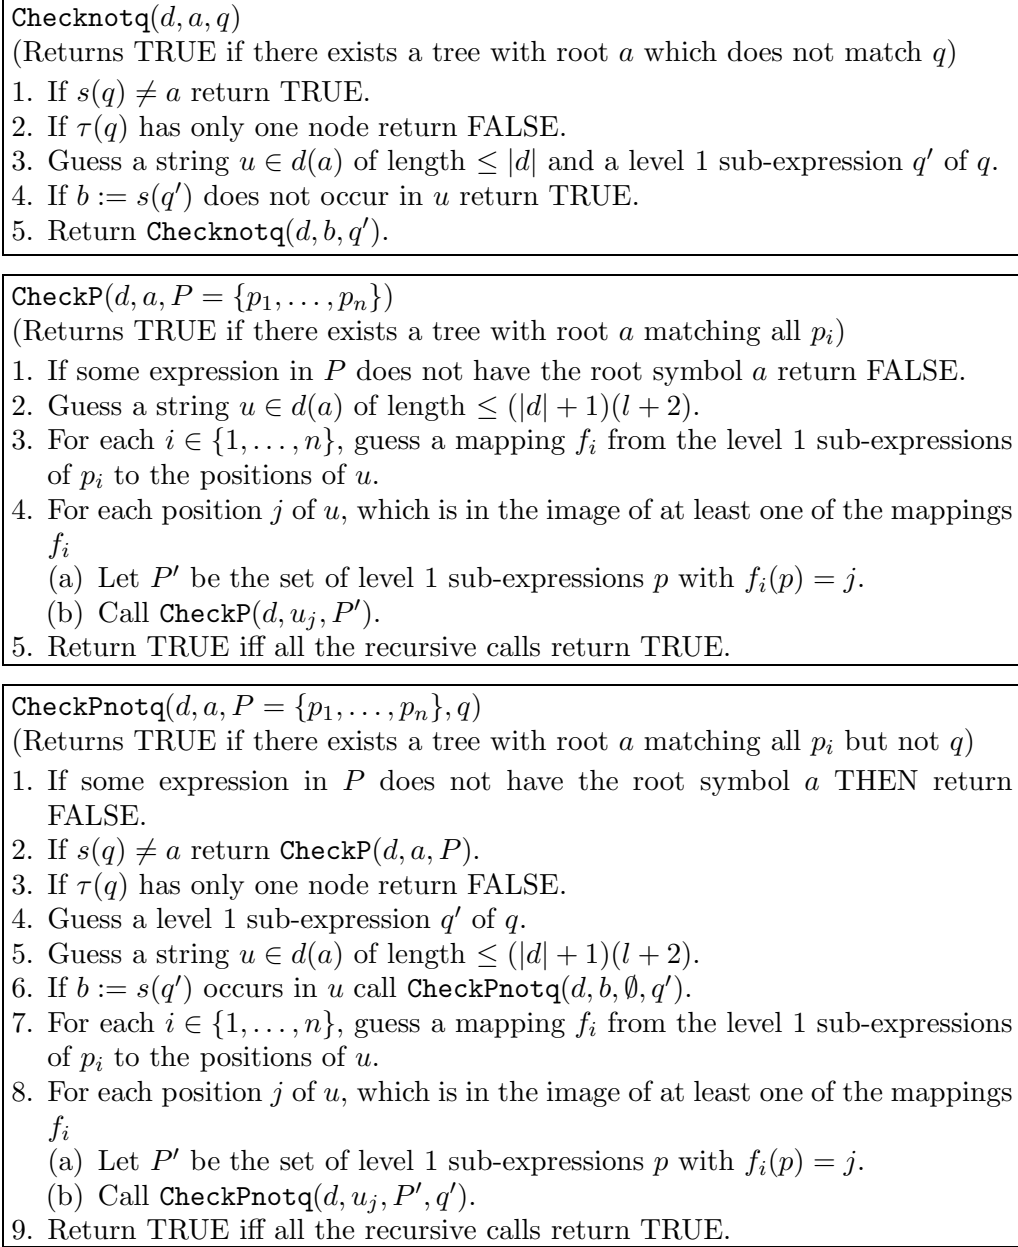 Checknotq(d, a, q)
(Returns TRUE if there exists a tree with root a which does not match q)
1. If s(q) ≠ a return TRUE.
2. If τ(q) has only one node return FALSE.
3. Guess a string u ∈ d(a) of length ≤ |d| and a level 1 sub-expression q′ of q.
4. If b := s(q′) does not occur in u return TRUE.
5. Return Checknotq(d, b, q′).
CheckP(d, a, P = {p₁, . . . , pₙ})
(Returns TRUE if there exists a tree with root a matching all pᵢ)
1. If some expression in P does not have the root symbol a return FALSE.
2. Guess a string u ∈ d(a) of length ≤ (|d| + 1)(l + 2).
3. For each i ∈ {1, . . . , n}, guess a mapping fᵢ from the level 1 sub-expressions
of pᵢ to the positions of u.
4. For each position j of u, which is in the image of at least one of the mappings
fᵢ
(a) Let P′ be the set of level 1 sub-expressions p with fᵢ(p) = j.
(b) Call CheckP(d, uⱼ, P′).
5. Return TRUE iff all the recursive calls return TRUE.
CheckPnotq(d, a, P = {p₁, . . . , pₙ}, q)
(Returns TRUE if there exists a tree with root a matching all pᵢ but not q)
1. If some expression in P does not have the root symbol a THEN return
FALSE.
2. If s(q) ≠ a return CheckP(d, a, P).
3. If τ(q) has only one node return FALSE.
4. Guess a level 1 sub-expression q′ of q.
5. Guess a string u ∈ d(a) of length ≤ (|d| + 1)(l + 2).
6. If b := s(q′) occurs in u call CheckPnotq(d, b, ∅, q′).
7. For each i ∈ {1, . . . , n}, guess a mapping fᵢ from the level 1 sub-expressions
of pᵢ to the positions of u.
8. For each position j of u, which is in the image of at least one of the mappings
fᵢ
(a) Let P′ be the set of level 1 sub-expressions p with fᵢ(p) = j.
(b) Call CheckPnotq(d, uⱼ, P′, q′).
9. Return TRUE iff all the recursive calls return TRUE.